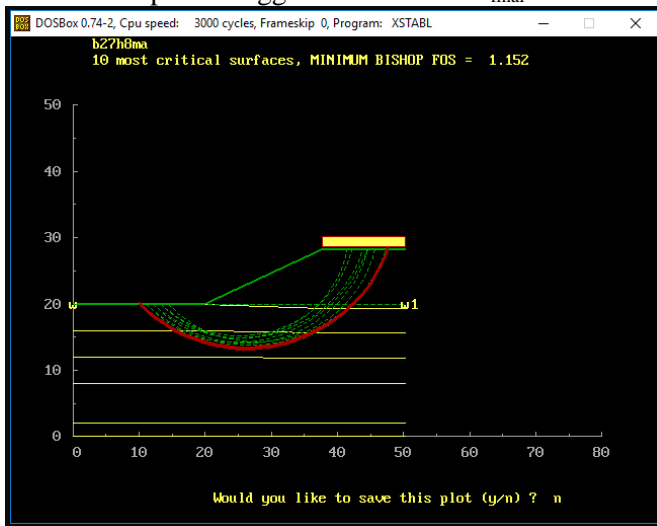 DOSBox 0.74-2, Cpu speed: 3000 cycles, Frameskip 0, Program: XSTABL
b27h8ma
10 most critical surfaces, MINIMUM BISHOP FOS = 1.152
50
40
30
20
10
0
w
w1
0 10 20 30 40 50 60 70 80
Would you like to save this plot (y/n) ? n